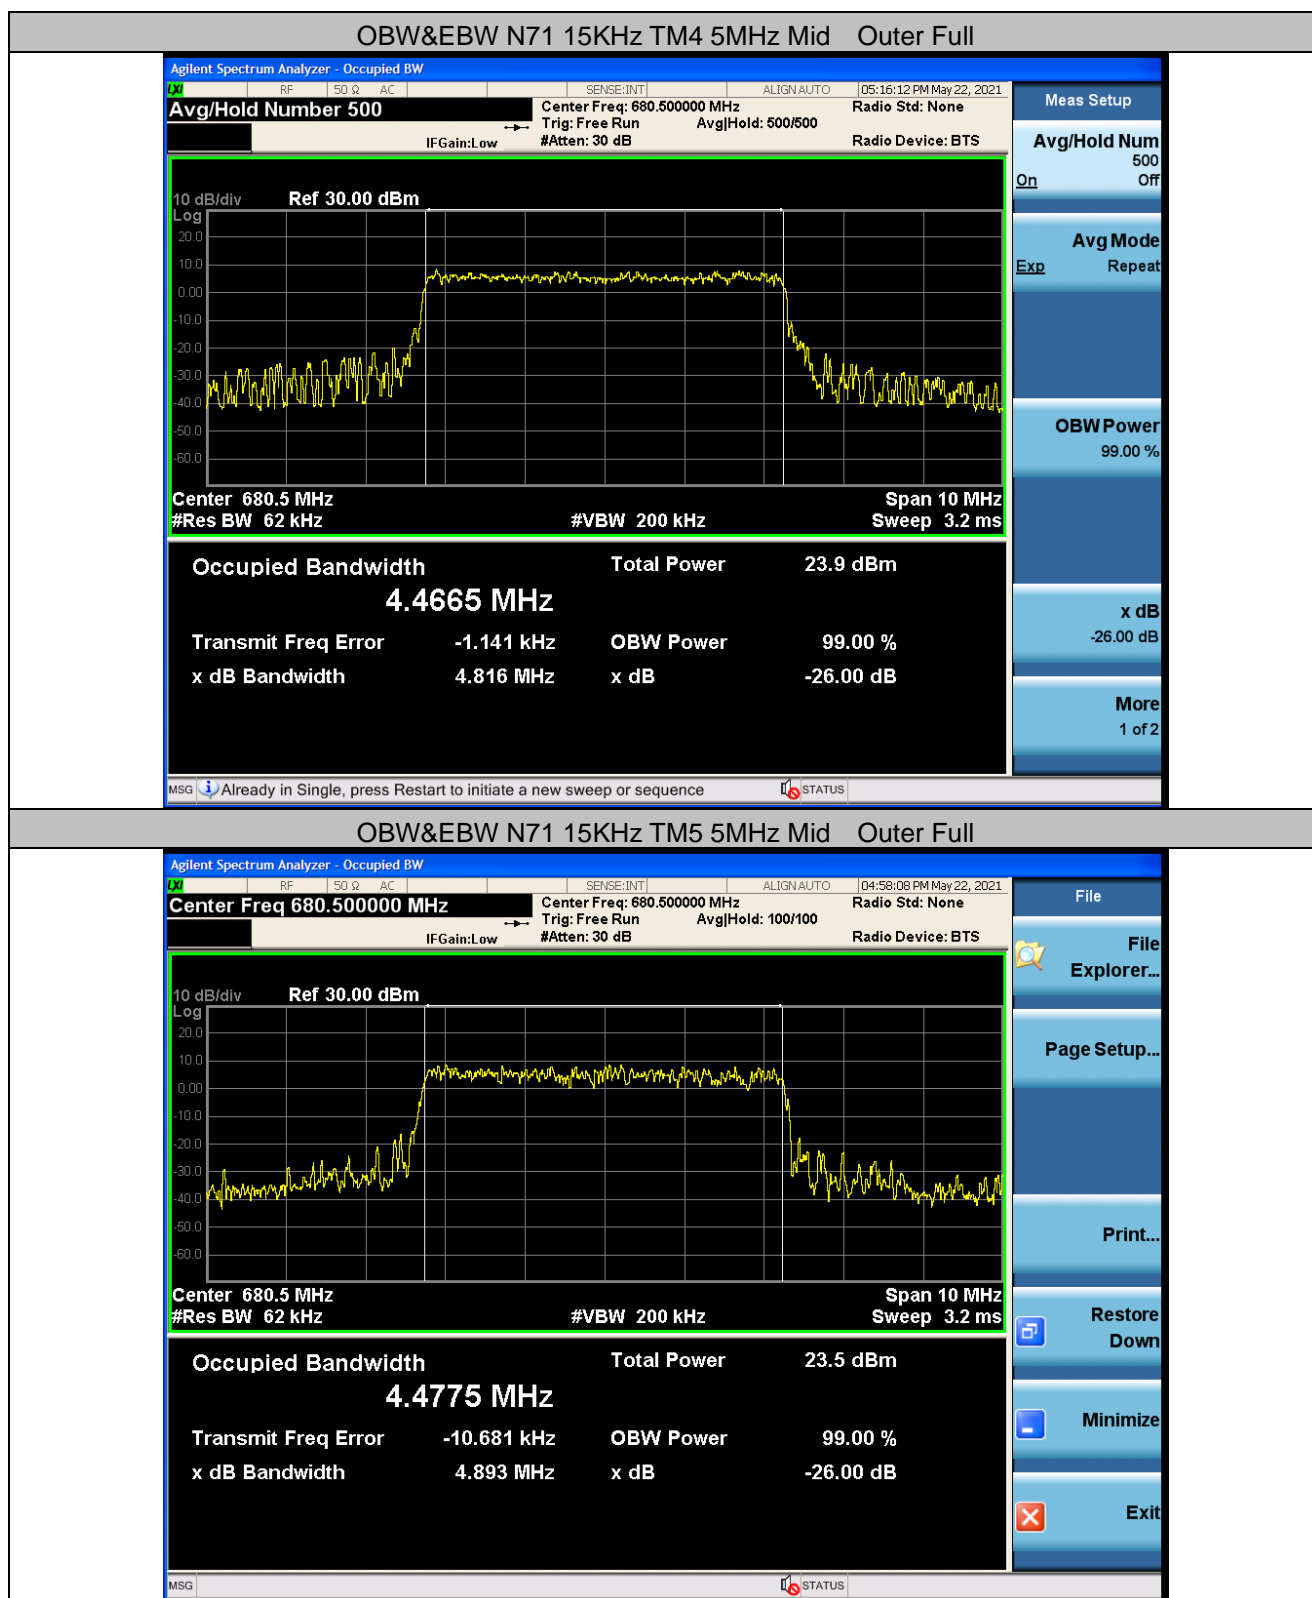 OBW&EBW N71 15KHz TM4 5MHz Mid    Outer Full
Agilent Spectrum Analyzer - Occupied BW
LXI RF 50 Ω AC SENSE:INT ALIGN AUTO 05:16:12 PM May 22, 2021
Avg/Hold Number 500
Center Freq: 680.500000 MHz
Radio Std: None
Trig: Free Run Avg|Hold: 500/500
IFGain:Low #Atten: 30 dB
Radio Device: BTS
10 dB/div Ref 30.00 dBm
Log
20.0
10.0
0.00
-10.0
-20.0
-30.0
-40.0
-50.0
-60.0
Center 680.5 MHz Span 10 MHz
#Res BW 62 kHz #VBW 200 kHz Sweep 3.2 ms
Occupied Bandwidth Total Power 23.9 dBm
4.4665 MHz
Transmit Freq Error -1.141 kHz OBW Power 99.00 %
x dB Bandwidth 4.816 MHz x dB -26.00 dB
MSG Already in Single, press Restart to initiate a new sweep or sequence STATUS
Meas Setup
Avg/Hold Num
500
On Off
Avg Mode
Exp Repeat
OBW Power
99.00 %
x dB
-26.00 dB
More
1 of 2
OBW&EBW N71 15KHz TM5 5MHz Mid    Outer Full
Agilent Spectrum Analyzer - Occupied BW
LXI RF 50 Ω AC SENSE:INT ALIGN AUTO 04:58:08 PM May 22, 2021
Center Freq 680.500000 MHz
Center Freq: 680.500000 MHz
Radio Std: None
Trig: Free Run Avg|Hold: 100/100
IFGain:Low #Atten: 30 dB
Radio Device: BTS
10 dB/div Ref 30.00 dBm
Log
20.0
10.0
0.00
-10.0
-20.0
-30.0
-40.0
-50.0
-60.0
Center 680.5 MHz Span 10 MHz
#Res BW 62 kHz #VBW 200 kHz Sweep 3.2 ms
Occupied Bandwidth Total Power 23.5 dBm
4.4775 MHz
Transmit Freq Error -10.681 kHz OBW Power 99.00 %
x dB Bandwidth 4.893 MHz x dB -26.00 dB
MSG STATUS
File
File
Explorer...
Page Setup...
Print...
Restore
Down
Minimize
Exit